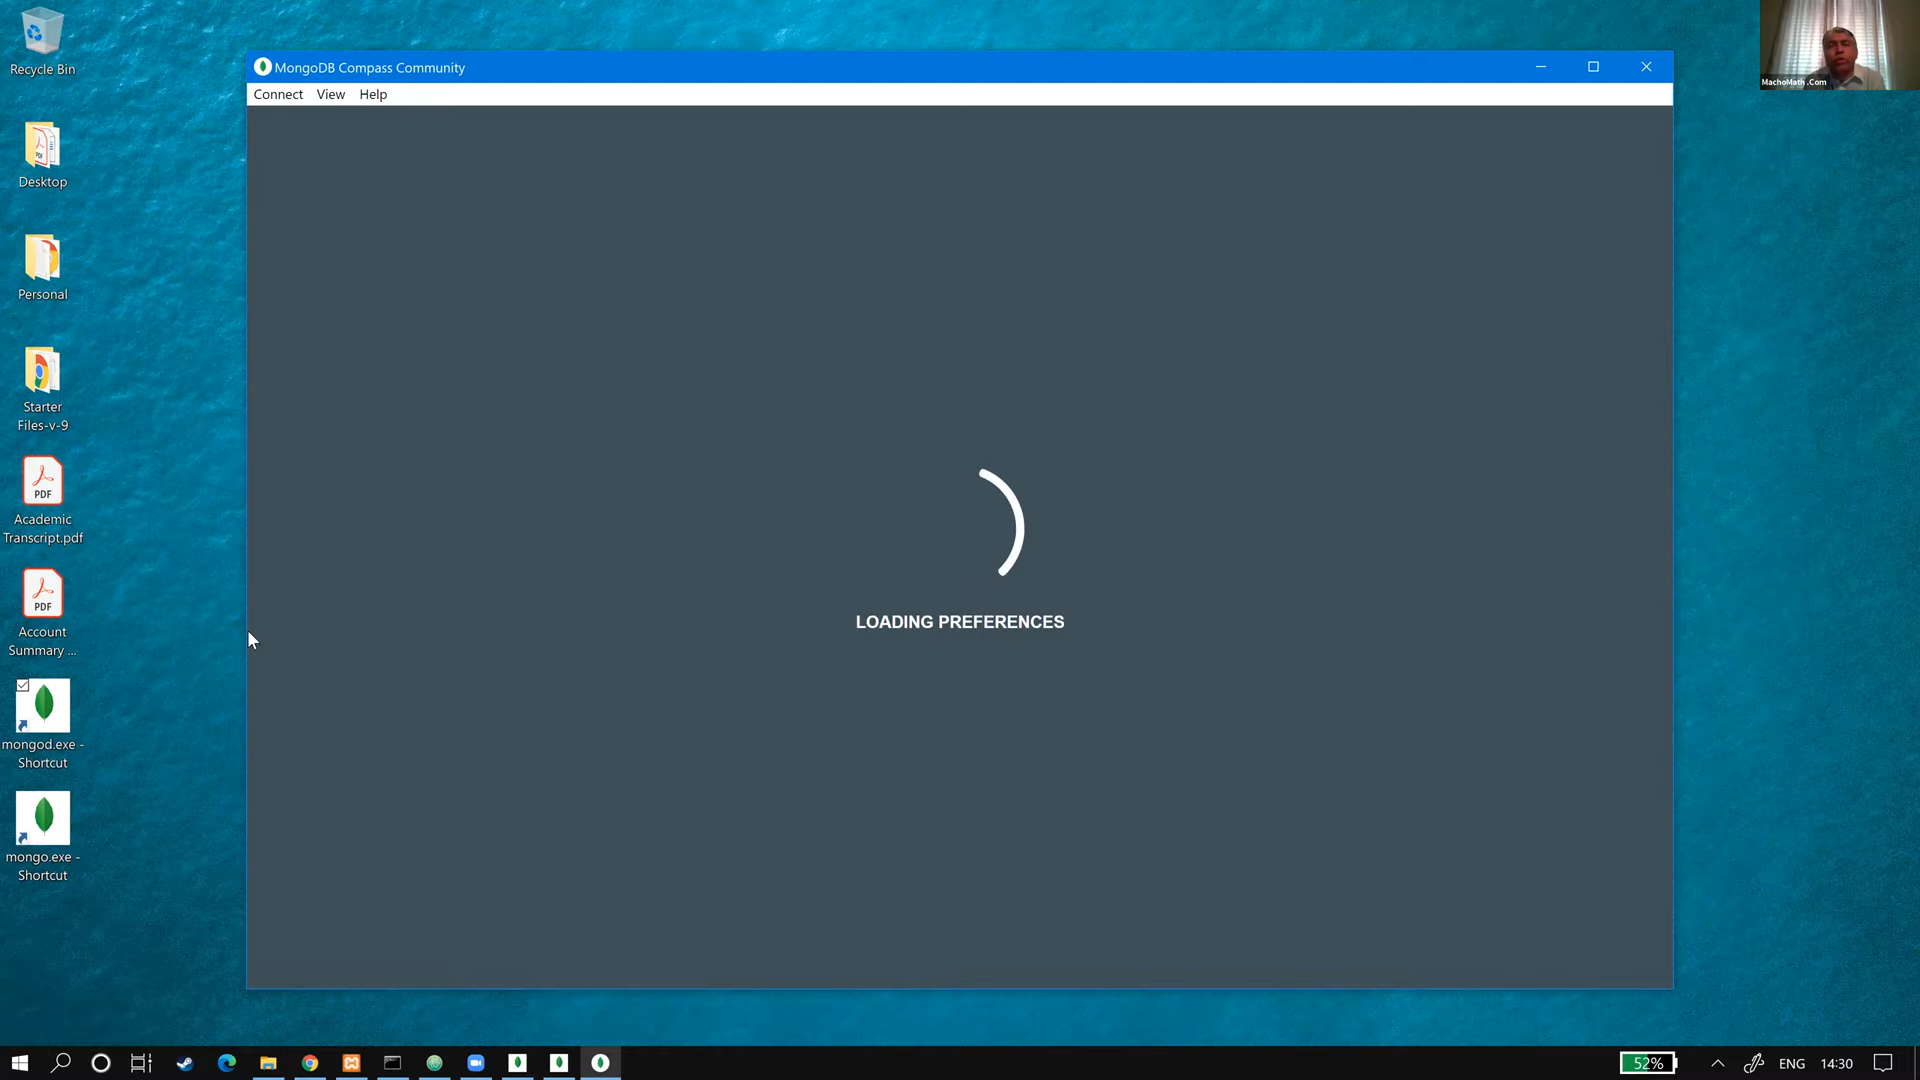 Recycle Bin
Desktop
Personal
Starter
Files-v-9
PDF
Academic
Transcript.pdf
PDF
Account
Summary ...
mongod.exe -
Shortcut
mongo.exe -
Shortcut
MongoDB Compass Community
Connect View Help
LOADING PREFERENCES
MachoMath .Com
52%
ENG
14:30